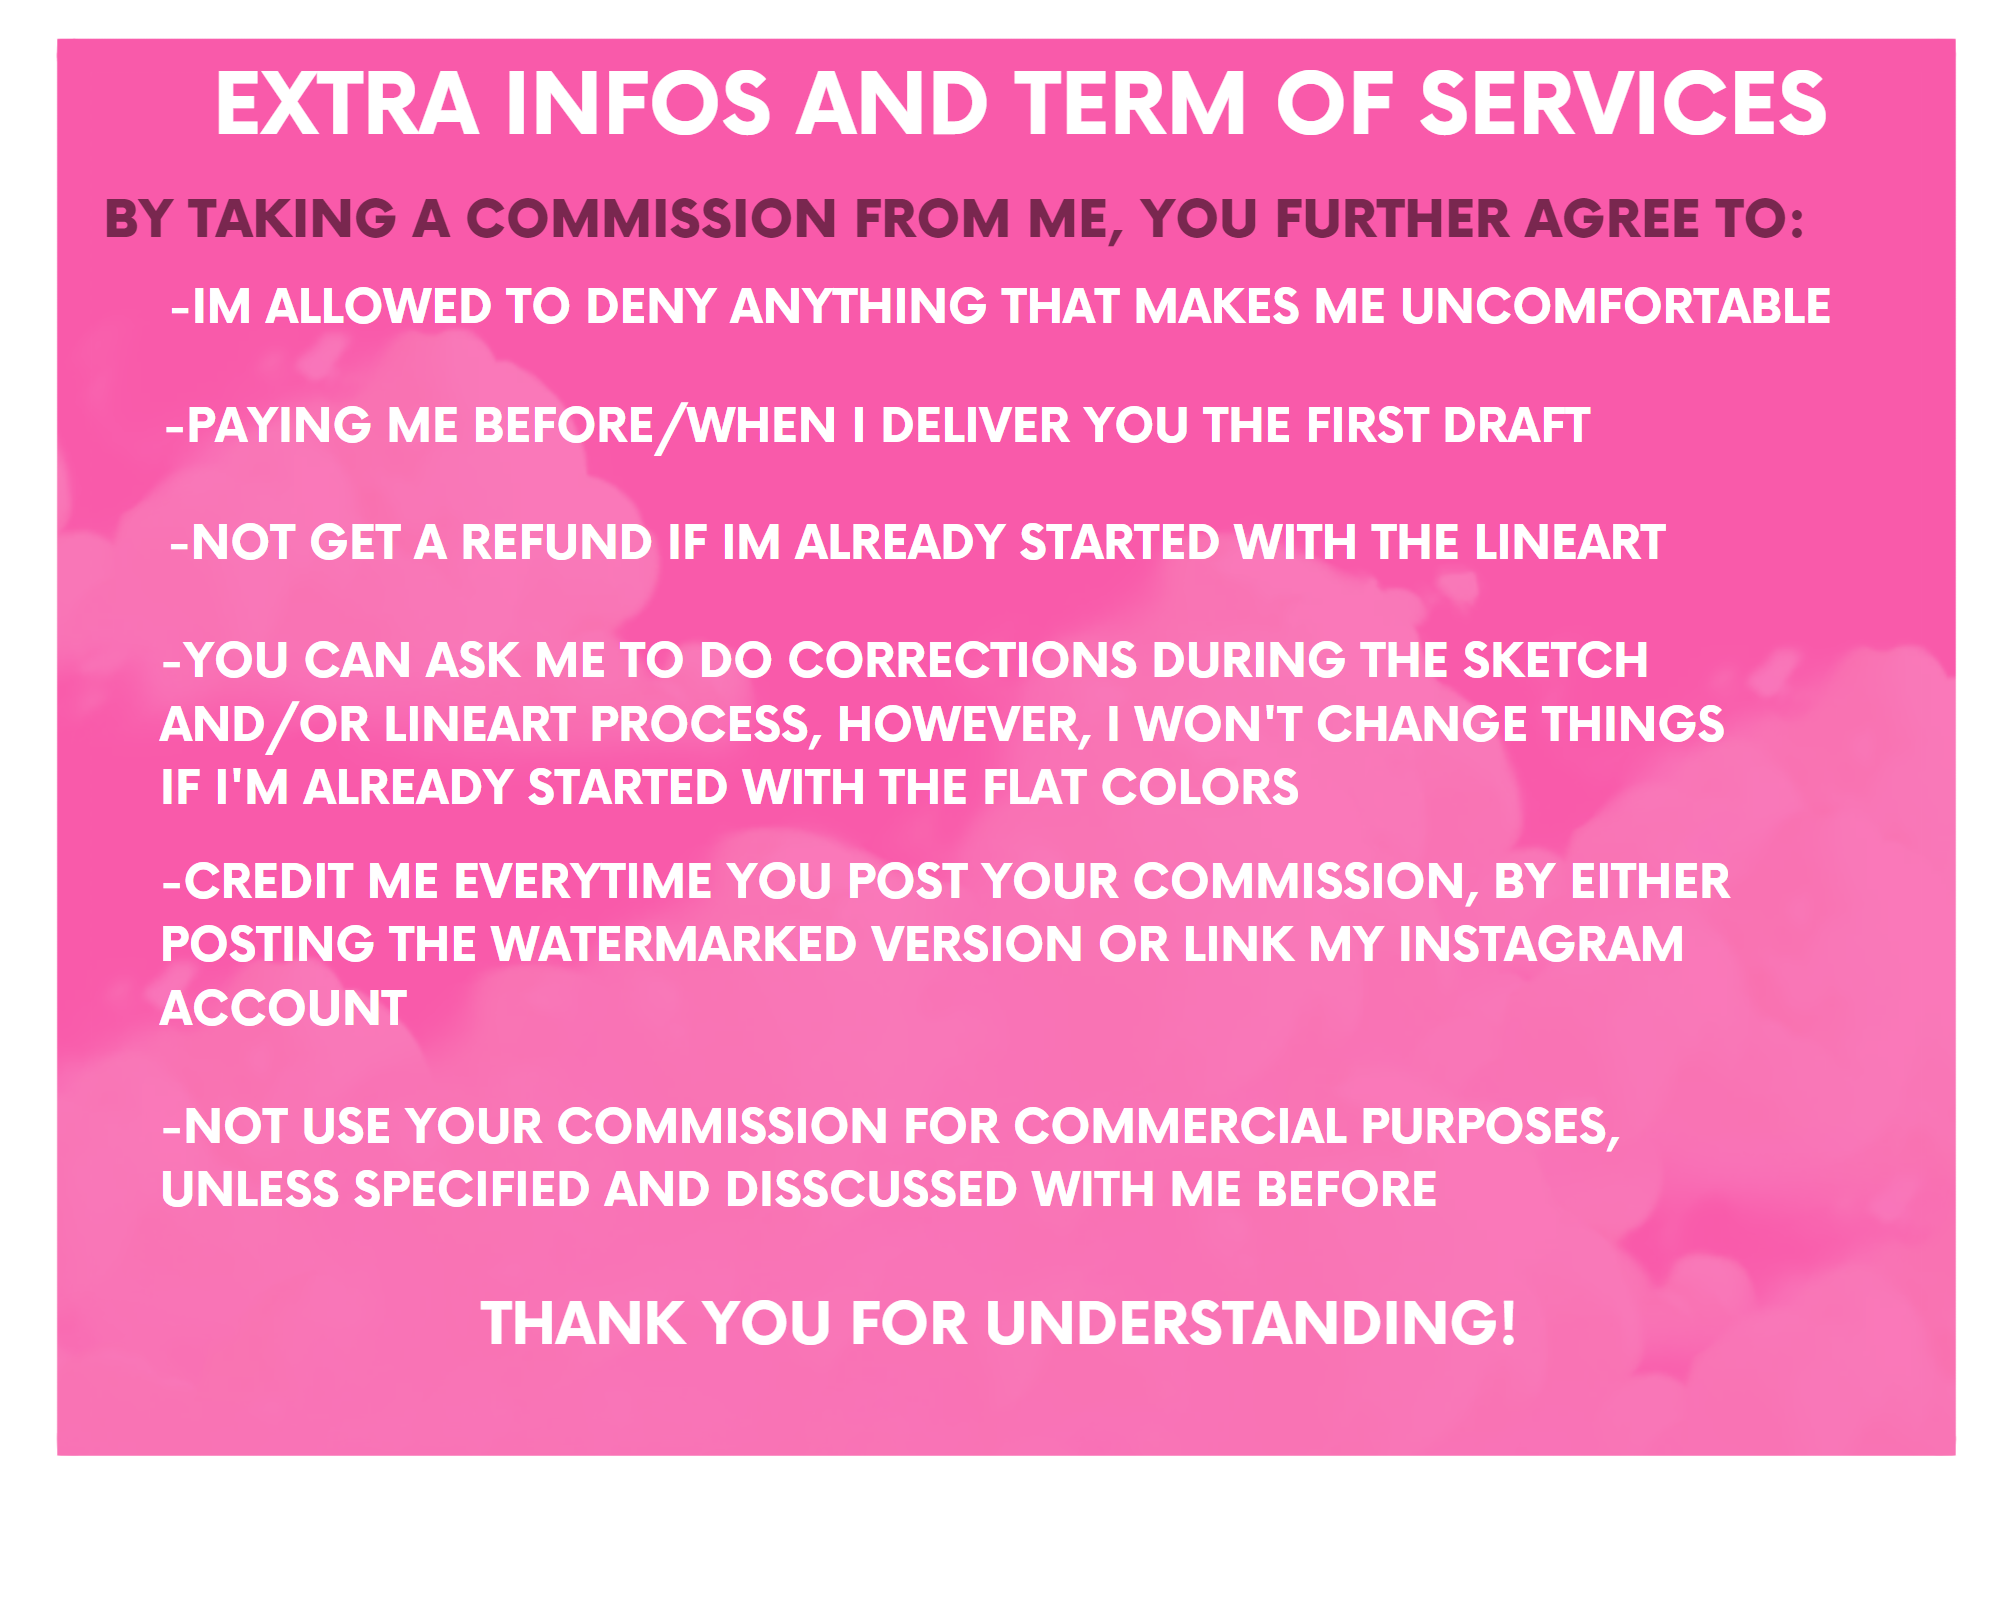 EXTRA INFOS AND TERM OF SERVICES
BY TAKING A COMMISSION FROM ME, YOU FURTHER AGREE TO:
-IM ALLOWED TO DENY ANYTHING THAT MAKES ME UNCOMFORTABLE
-PAYING ME BEFORE/WHEN I DELIVER YOU THE FIRST DRAFT
-NOT GET A REFUND IF IM ALREADY STARTED WITH THE LINEART
-YOU CAN ASK ME TO DO CORRECTIONS DURING THE SKETCH
AND/OR LINEART PROCESS, HOWEVER, I WON'T CHANGE THINGS
IF I'M ALREADY STARTED WITH THE FLAT COLORS
-CREDIT ME EVERYTIME YOU POST YOUR COMMISSION, BY EITHER
POSTING THE WATERMARKED VERSION OR LINK MY INSTAGRAM
ACCOUNT
-NOT USE YOUR COMMISSION FOR COMMERCIAL PURPOSES,
UNLESS SPECIFIED AND DISSCUSSED WITH ME BEFORE
THANK YOU FOR UNDERSTANDING!